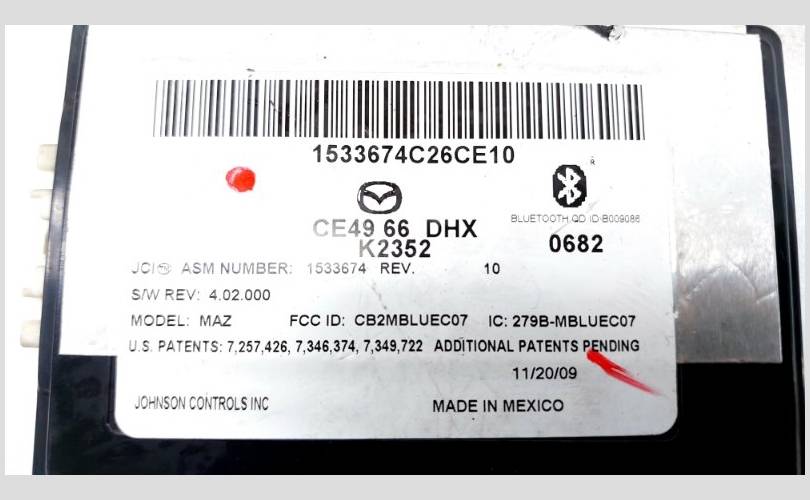 1533674C26CE10
®
CE49 66 DHX
BLUETOOTH QD ID:B009086
K2352
0682
JCI ASM NUMBER: 1533674 REV. 10
S/W REV: 4.02.000
MODEL: MAZ FCC ID: CB2MBLUEC07 IC: 279B-MBLUEC07
U.S. PATENTS: 7,257,426, 7,346,374, 7,349,722 ADDITIONAL PATENTS PENDING
11/20/09
JOHNSON CONTROLS INC MADE IN MEXICO